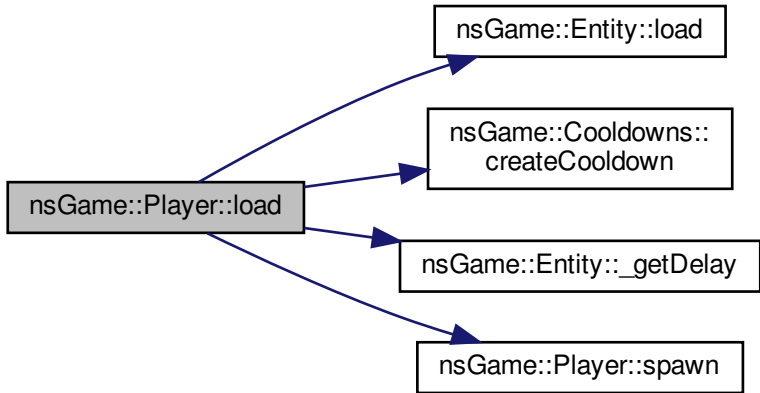 nsGame::Entity::load
nsGame::Cooldowns::
createCooldown
nsGame::Player::load
nsGame::Entity::_getDelay
nsGame::Player::spawn